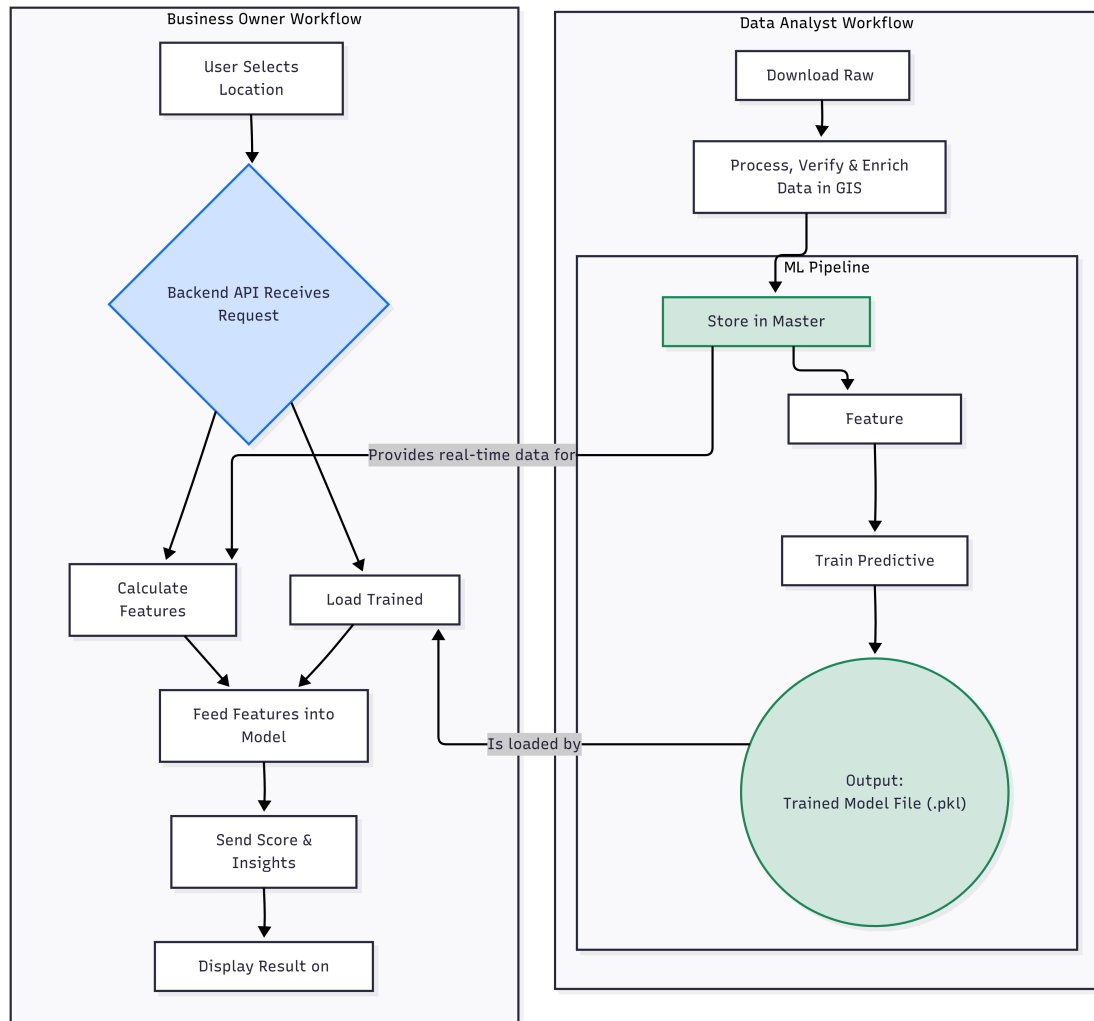 Business Owner Workflow
User Selects
Location
Backend API Receives
Request
Calculate
Features
Load Trained
Feed Features into
Model
Send Score &
Insights
Display Result on
Provides real-time data for
Is loaded by
Data Analyst Workflow
Download Raw
Process, Verify & Enrich
Data in GIS
ML Pipeline
Store in Master
Feature
Train Predictive
Output:
Trained Model File (.pkl)